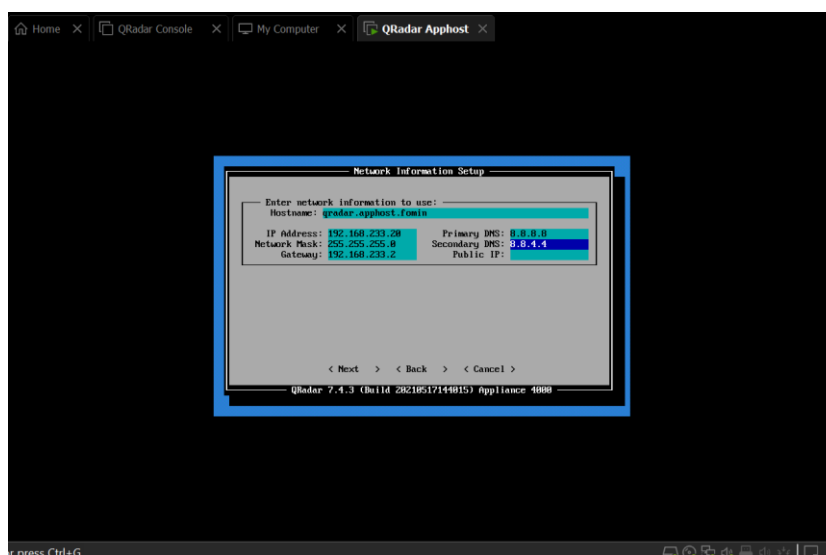 Home QRadar Console My Computer QRadar Apphost
Network Information Setup
Enter network information to use:
Hostname: qradar.apphost.fomin
IP Address: 192.168.233.20 Primary DNS: 8.8.8.8
Network Mask: 255.255.255.0 Secondary DNS: 8.8.4.4
Gateway: 192.168.233.2 Public IP:
< Next > < Back > < Cancel >
QRadar 7.4.3 (Build 20210517144015) Appliance 4000
r press Ctrl+G